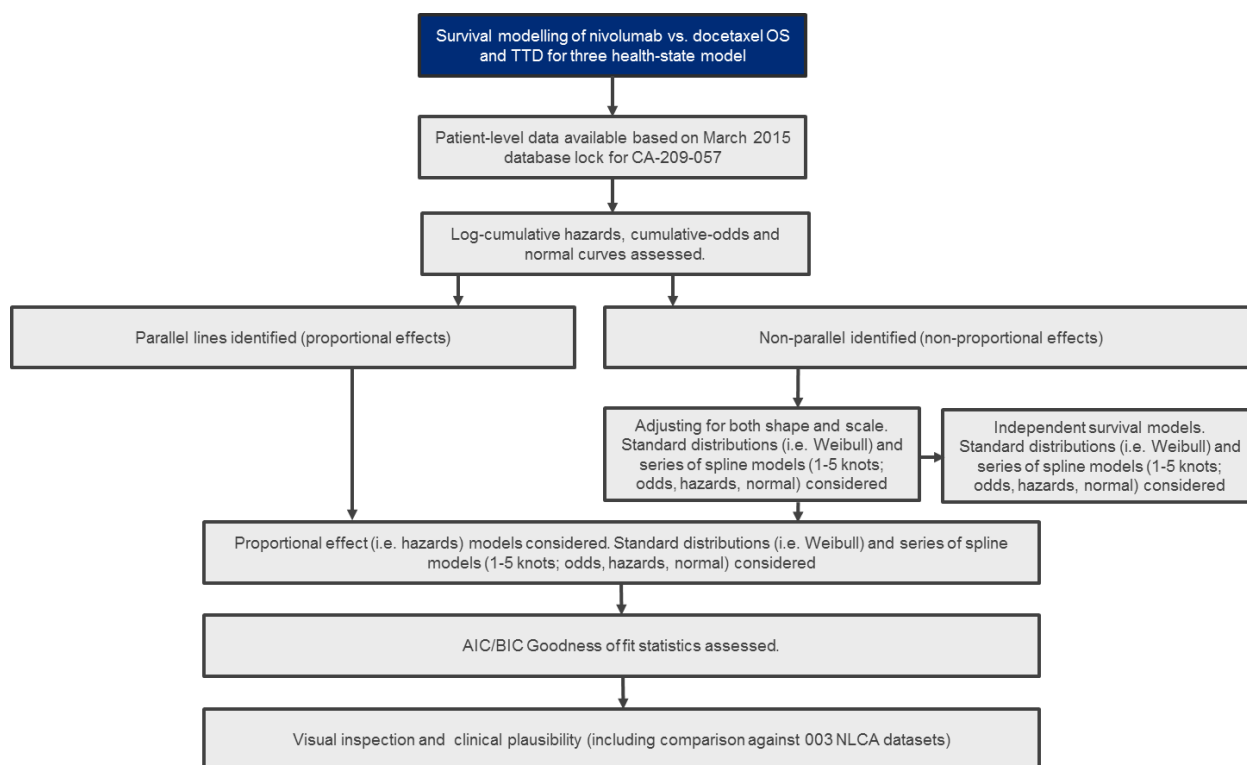 Survival modelling of nivolumab vs. docetaxel OS
and TTD for three health-state model
Patient-level data available based on March 2015
database lock for CA-209-057
Log-cumulative hazards, cumulative-odds and
normal curves assessed.
Parallel lines identified (proportional effects)
Non-parallel identified (non-proportional effects)
Adjusting for both shape and scale.
Standard distributions (i.e. Weibull) and
series of spline models (1-5 knots;
odds, hazards, normal) considered
Independent survival models.
Standard distributions (i.e. Weibull) and
series of spline models (1-5 knots;
odds, hazards, normal) considered
Proportional effect (i.e. hazards) models considered. Standard distributions (i.e. Weibull) and series of spline
models (1-5 knots; odds, hazards, normal) considered
AIC/BIC Goodness of fit statistics assessed.
Visual inspection and clinical plausibility (including comparison against 003 NLCA datasets)